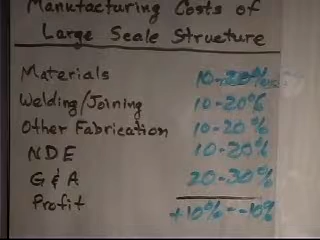 Manufacturing Costs of
Large Scale Structure
Materials 10-20%
Welding/Joining 10-20%
Other Fabrication 10-20%
NDE 10-20%
G & A 20-30%
Profit +10%--10%